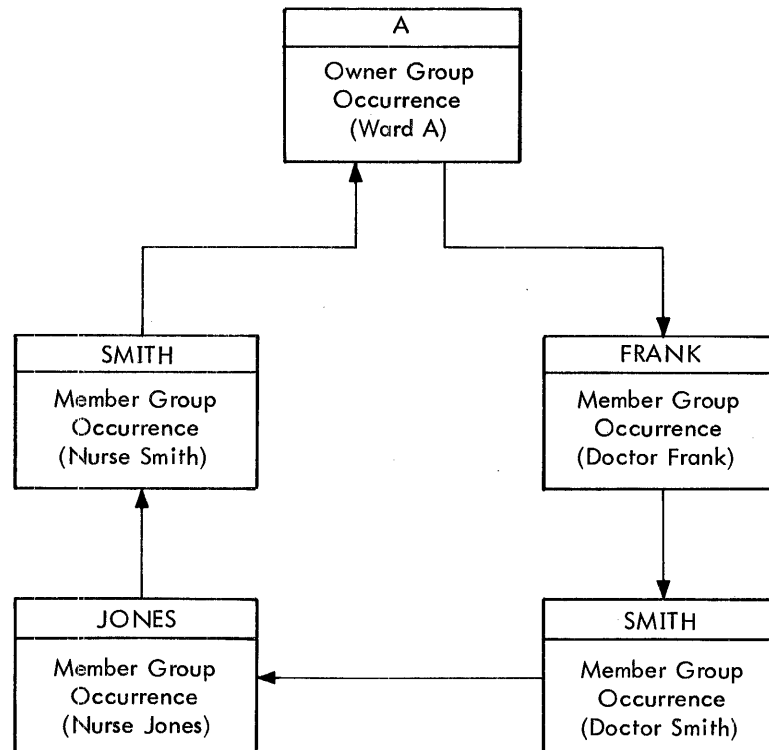 A
Owner Group
Occurrence
(Ward A)
SMITH
Member Group
Occurrence
(Nurse Smith)
FRANK
Member Group
Occurrence
(Doctor Frank)
JONES
Member Group
Occurrence
(Nurse Jones)
SMITH
Member Group
Occurrence
(Doctor Smith)